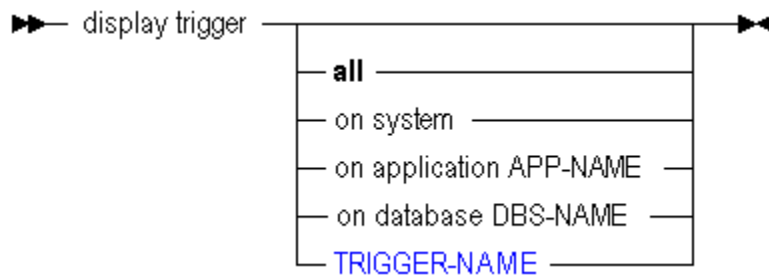 display trigger
all
on system
on application APP-NAME
on database DBS-NAME
TRIGGER-NAME